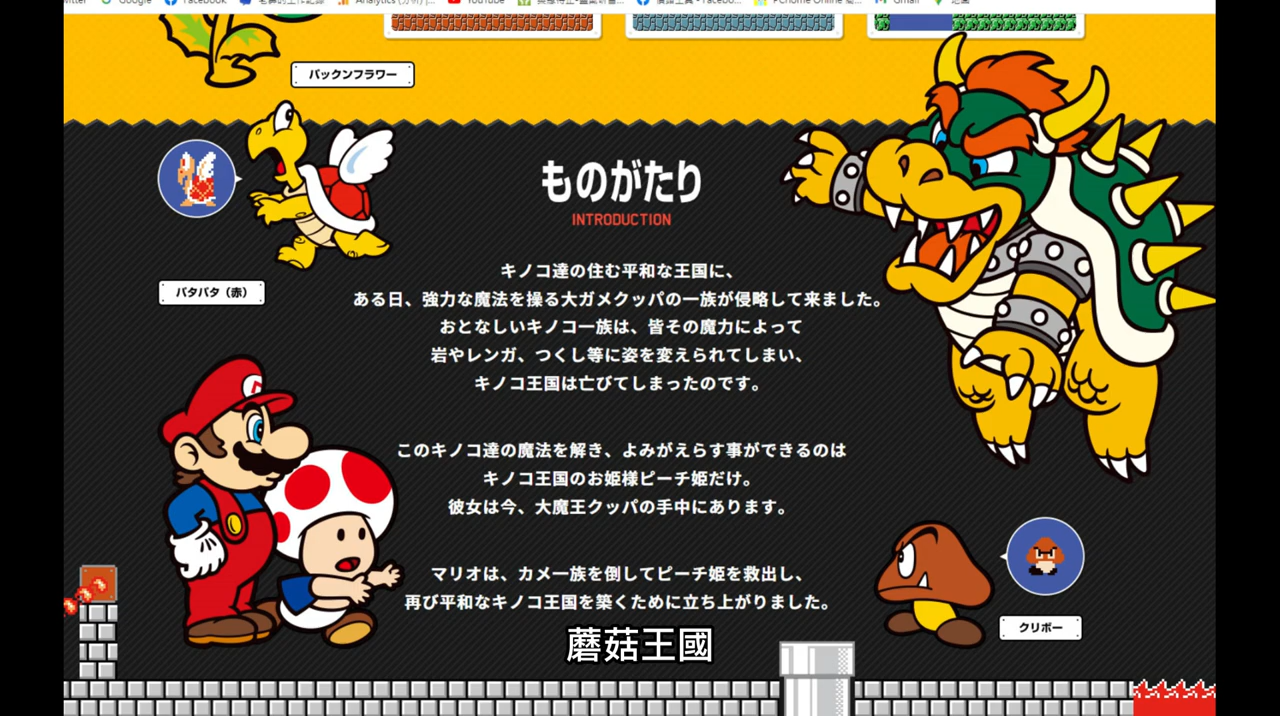 Google
Facebook
YouTube
Gmail
パックンフラワー
ものがたり
INTRODUCTION
パタパタ（赤）
キノコ達の住む平和な王国に、
ある日、強力な魔法を操る大ガメクッパの一族が侵略して来ました。
おとなしいキノコ一族は、皆その魔力によって
岩やレンガ、つくし等に姿を変えられてしまい、
キノコ王国は亡びてしまったのです。
このキノコ達の魔法を解き、よみがえらす事ができるのは
キノコ王国のお姫様ピーチ姫だけ。
彼女は今、大魔王クッパの手中にあります。
マリオは、カメ一族を倒してピーチ姫を救出し、
再び平和なキノコ王国を築くために立ち上がりました。
クリボー
蘑菇王國